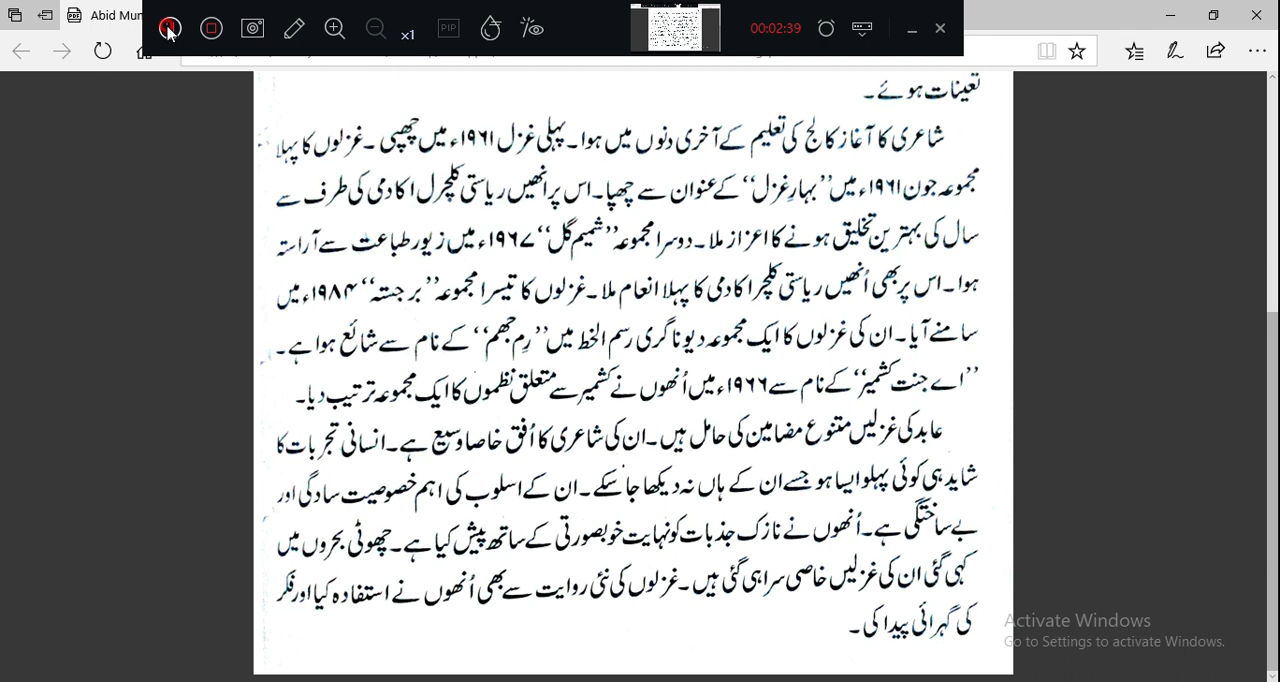 Abid Mun
x1
PIP
00:02:39
تعینات ہوئے۔
شاعری کا آغاز کالج کی تعلیم کے آخری دنوں میں ہوا۔ پہلی غزل ۱۹۶۱ء میں چھپی ۔ غزلوں کا پہلا
مجموعہ جون ۱۹۶۱ء میں ’’بہارِ غزل‘‘ کے عنوان سے چھپا۔ اس پر انھیں ریاستی کلچرل اکادمی کی طرف سے
سال کی بہترین تخلیق ہونے کا اعزاز ملا۔ دوسرا مجموعہ ’’شمیم گل‘‘ ۱۹۶۷ء میں زیور طباعت سے آراستہ
ہوا۔ اس پر بھی اُنھیں ریاستی کلچر اکادمی کا پہلا انعام ملا۔ غزلوں کا تیسرا مجموعہ ’’برجستہ‘‘ ۱۹۸۴ء میں
سامنے آیا۔ ان کی غزلوں کا ایک مجموعہ دیوناگری رسم الخط میں ’’رِم جھم‘‘ کے نام سے شائع ہوا ہے۔
’’اے جنت کشمیر‘‘ کے نام سے ۱۹۶۶ء میں اُنھوں نے کشمیر سے متعلق نظموں کا ایک مجموعہ ترتیب دیا۔
عابد کی غزلیں متنوع مضامین کی حامل ہیں۔ ان کی شاعری کا اُفق خاصا وسیع ہے۔ انسانی تجربات کا
شاید ہی کوئی پہلو ایسا ہو جسے ان کے ہاں نہ دیکھا جا سکے۔ ان کے اسلوب کی اہم خصوصیت سادگی اور
بے ساختگی ہے۔ اُنھوں نے نازک جذبات کو نہایت خوبصورتی کے ساتھ پیش کیا ہے۔ چھوٹی بحروں میں
کہی گئی ان کی غزلیں خاصی سراہی گئی ہیں۔ غزلوں کی نئی روایت سے بھی اُنھوں نے استفادہ کیا اور فکر
کی گہرائی پیدا کی۔
Activate Windows
Go to Settings to activate Windows.